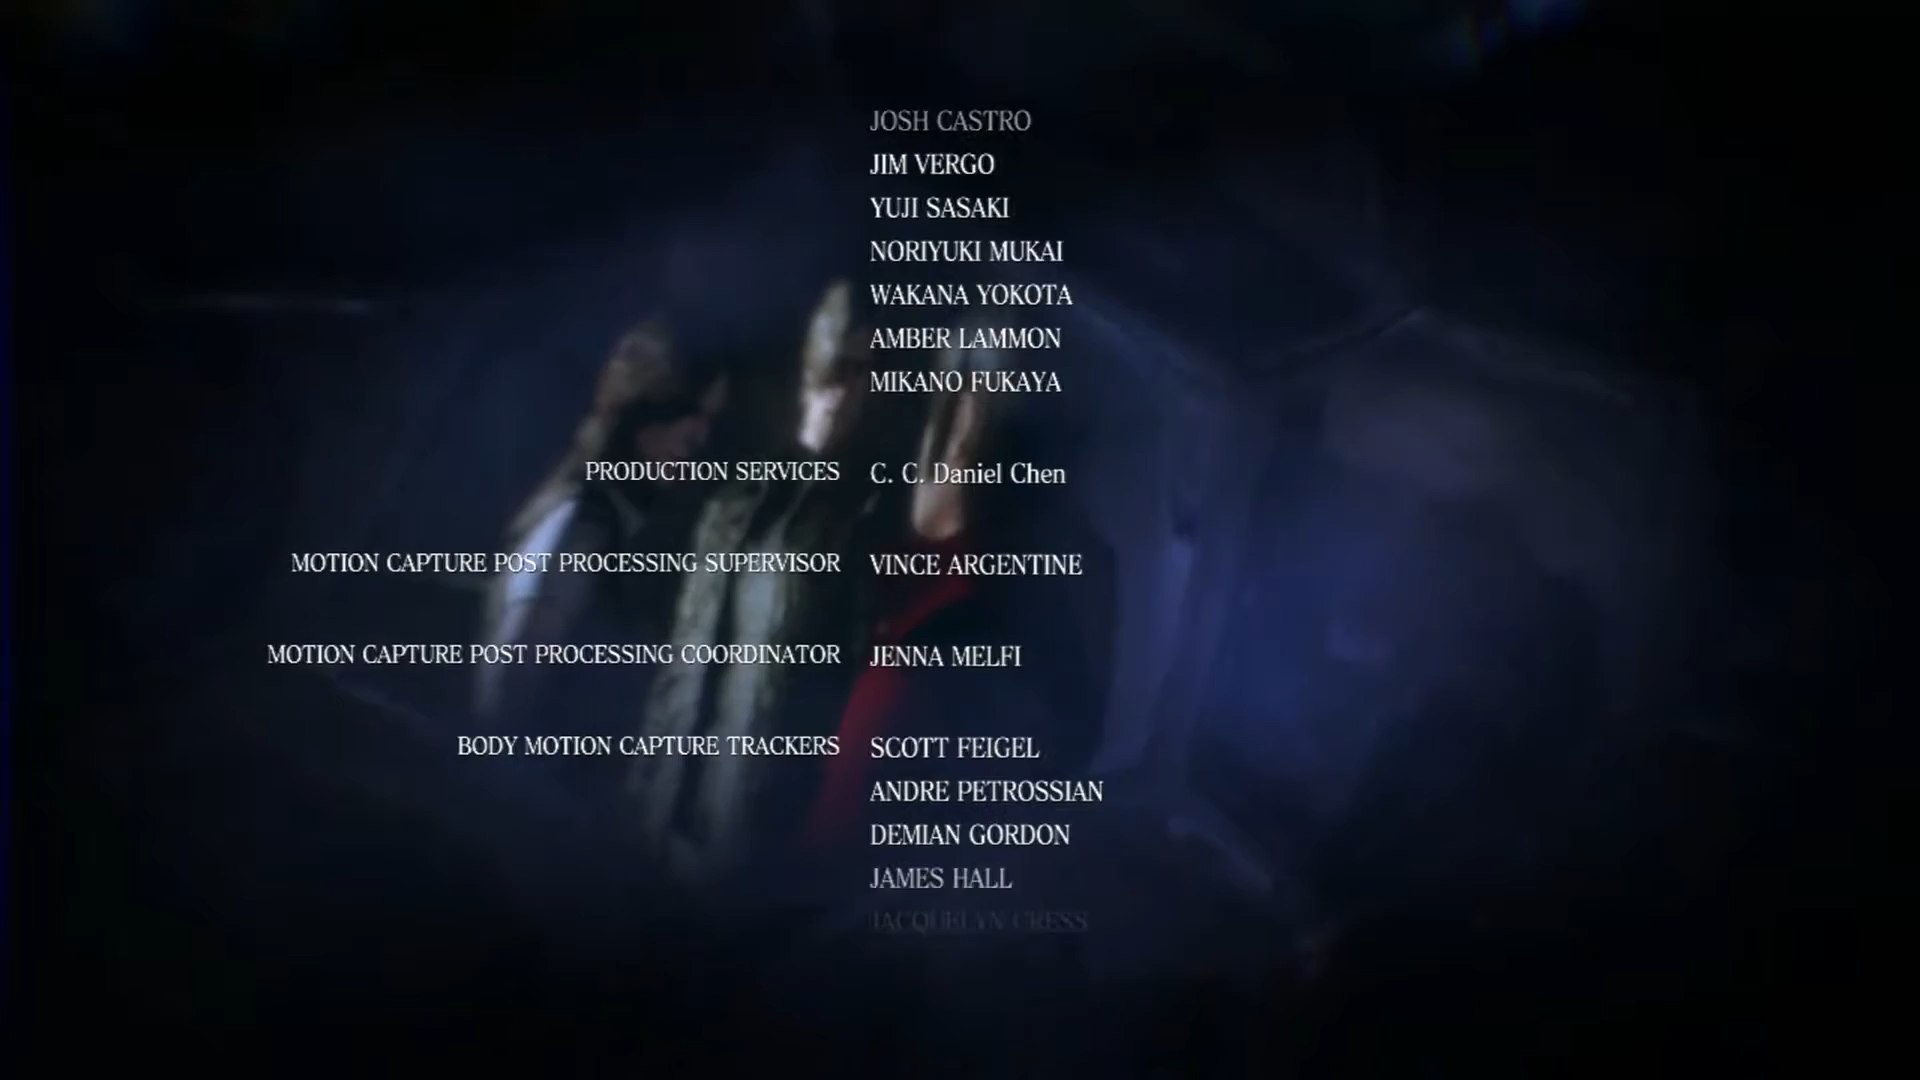 JOSH CASTRO
JIM VERGO
YUJI SASAKI
NORIYUKI MUKAI
WAKANA YOKOTA
AMBER LAMMON
MIKANO FUKAYA
PRODUCTION SERVICES C. C. Daniel Chen
MOTION CAPTURE POST PROCESSING SUPERVISOR VINCE ARGENTINE
MOTION CAPTURE POST PROCESSING COORDINATOR JENNA MELFI
BODY MOTION CAPTURE TRACKERS SCOTT FEIGEL
ANDRE PETROSSIAN
DEMIAN GORDON
JAMES HALL
JACQUELYN CRESS